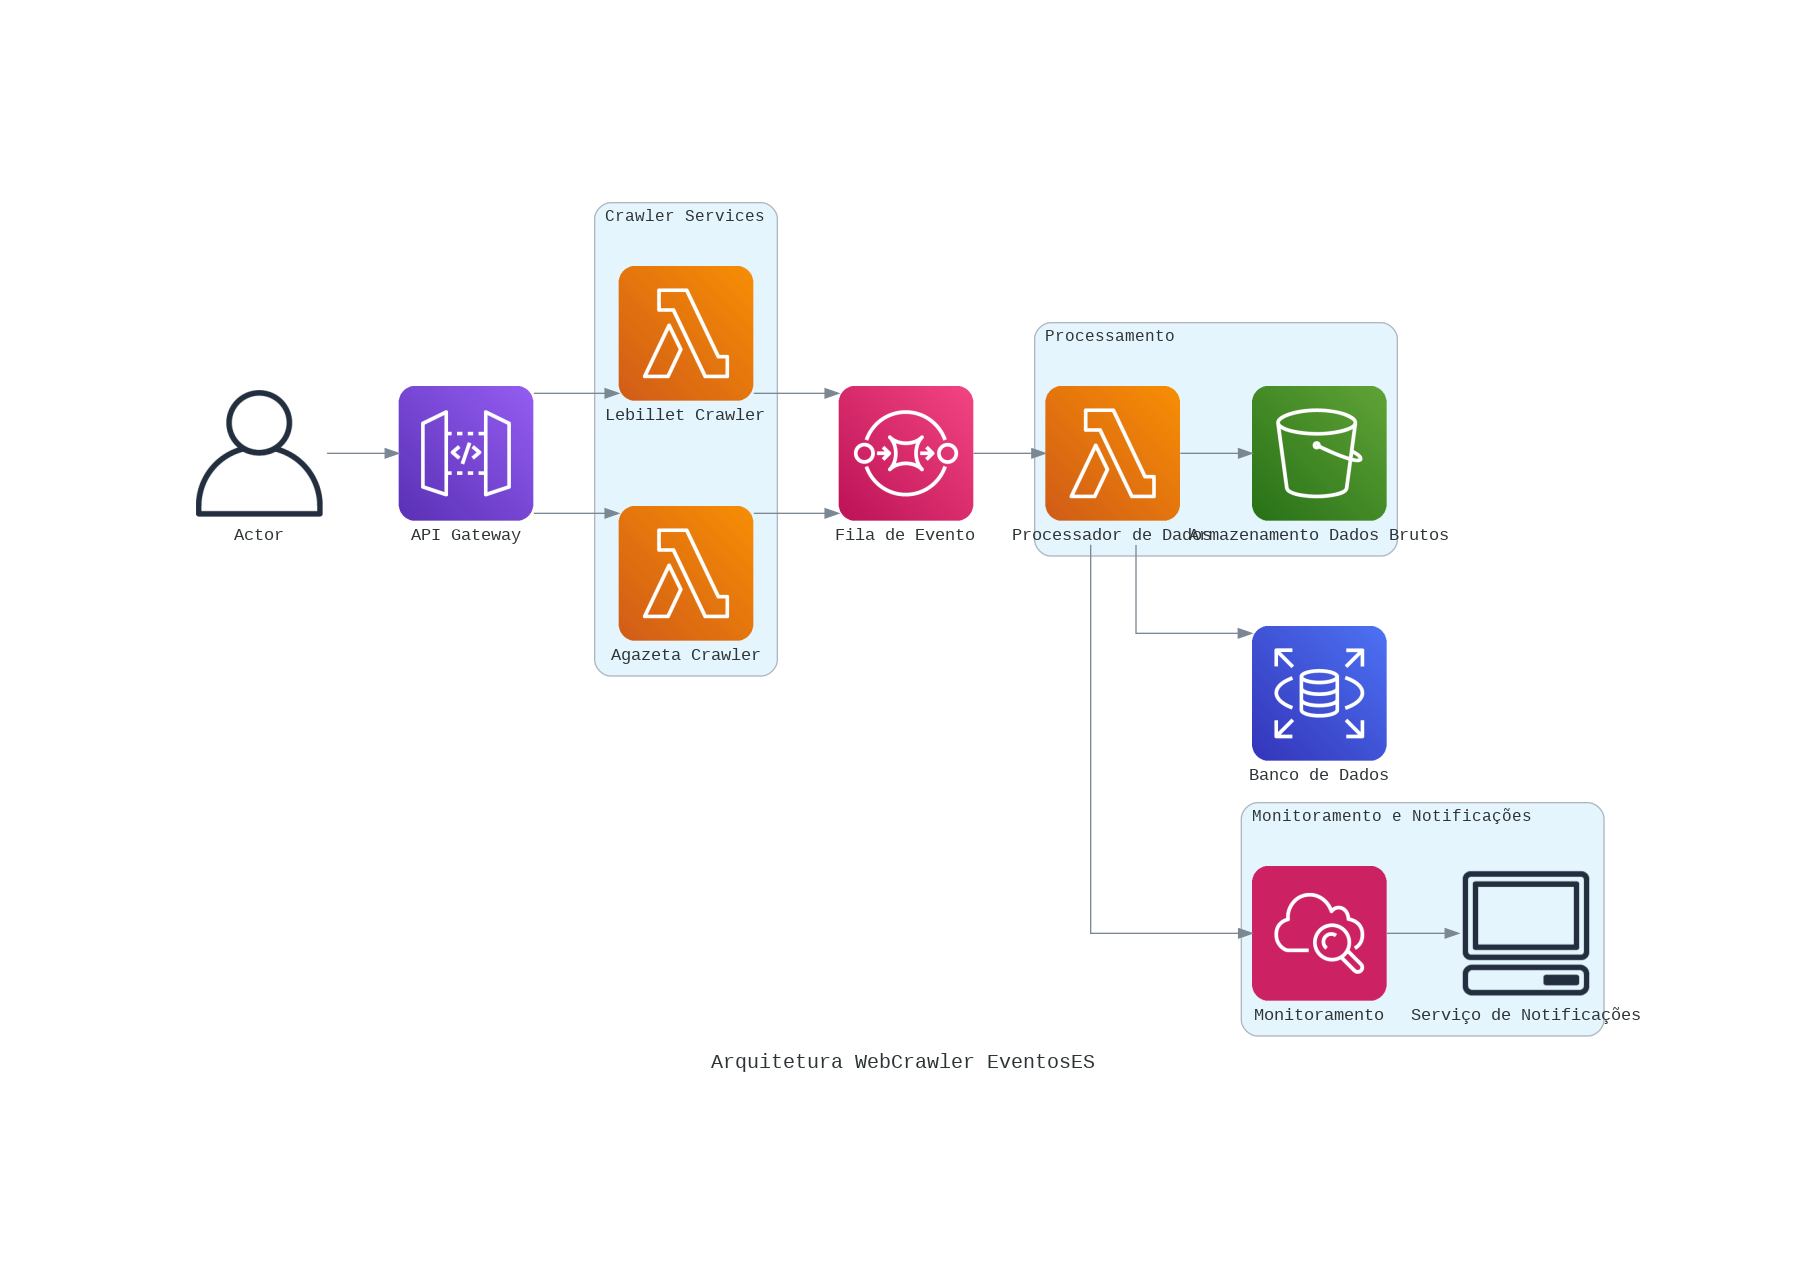 Crawler Services
Lebillet Crawler
Processamento
Actor
API Gateway
Fila de Evento
Processador de Dados
Armazenamento Dados Brutos
Agazeta Crawler
Banco de Dados
Monitoramento e Notificações
Monitoramento
Serviço de Notificações
Arquitetura WebCrawler EventosES